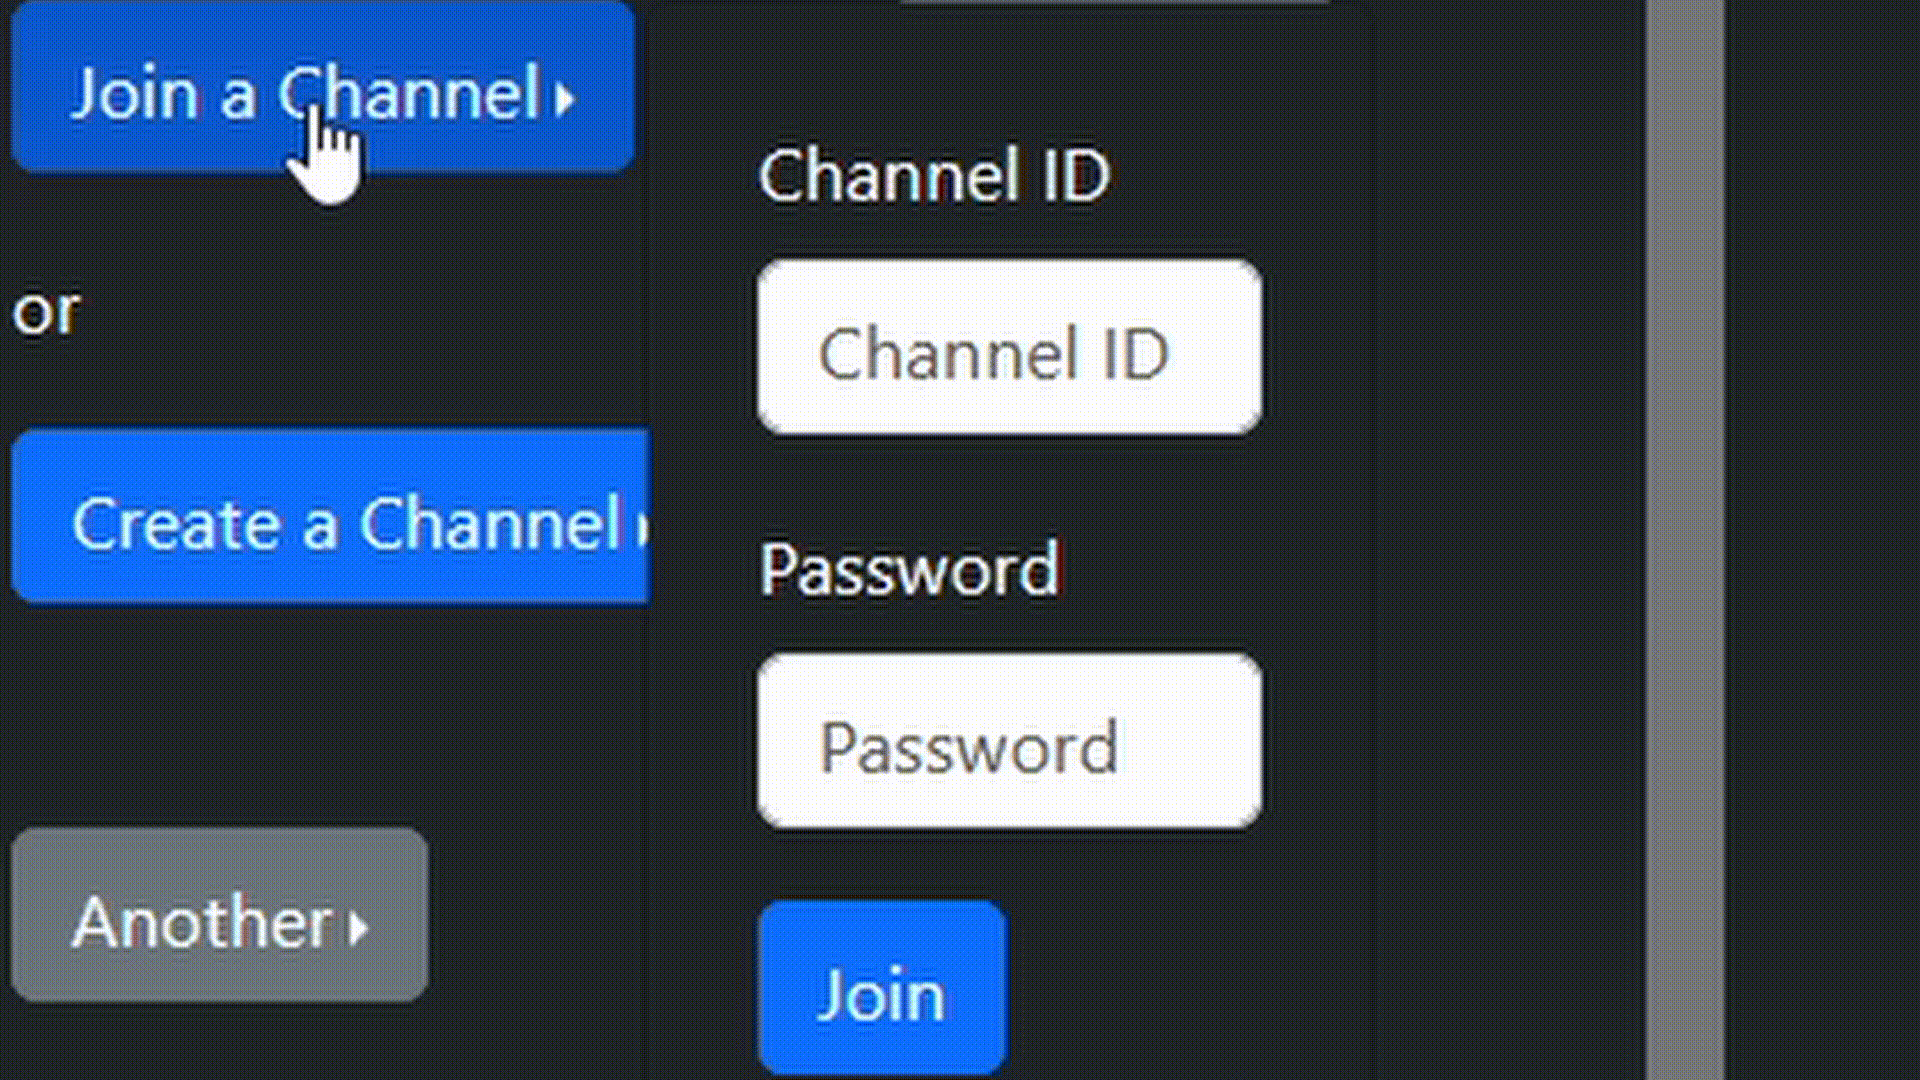 Join a Channel
or
Create a Channel
Another
Channel ID
Channel ID
Password
Password
Join